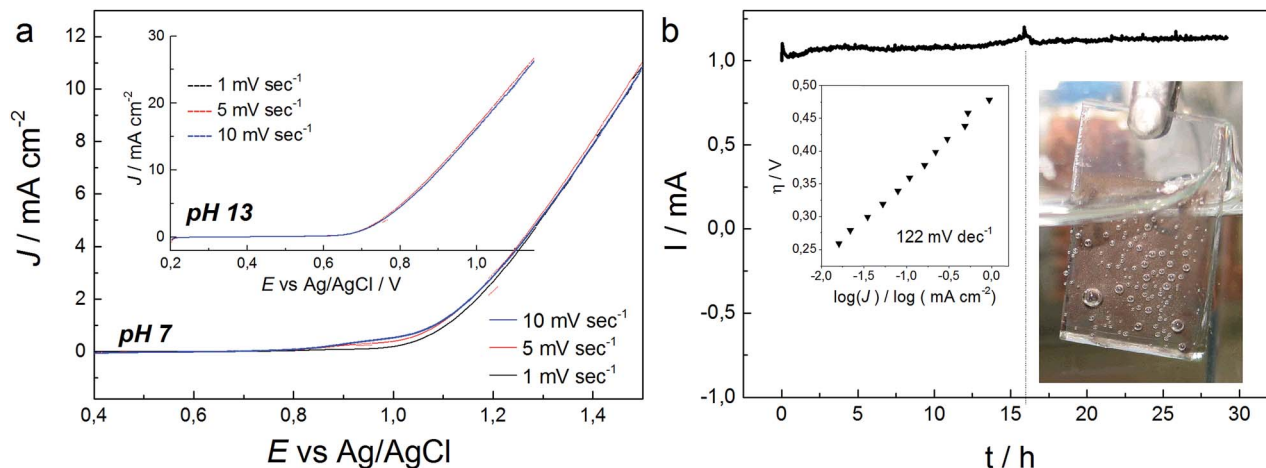 a
J / mA cm-2
12
10
8
6
4
2
0
0,4
0,6
0,8
1,0
1,2
1,4
E vs Ag/AgCl
pH 7
10 mV sec-1
5 mV sec-1
1 mV sec-1
J / mA cm-2
30
20
10
0
0,2
0,4
0,6
0,8
1,0
E vs Ag/AgCl / V
1 mV sec-1
5 mV sec-1
10 mV sec-1
pH 13
b
I / mA
1,0
0,5
0,0
-0,5
-1,0
0
5
10
15
20
25
30
t / h
η / V
0,50
0,45
0,40
0,35
0,30
0,25
-2,0
-1,5
-1,0
-0,5
0,0
log(J ) / log ( mA cm-2)
122 mV dec-1